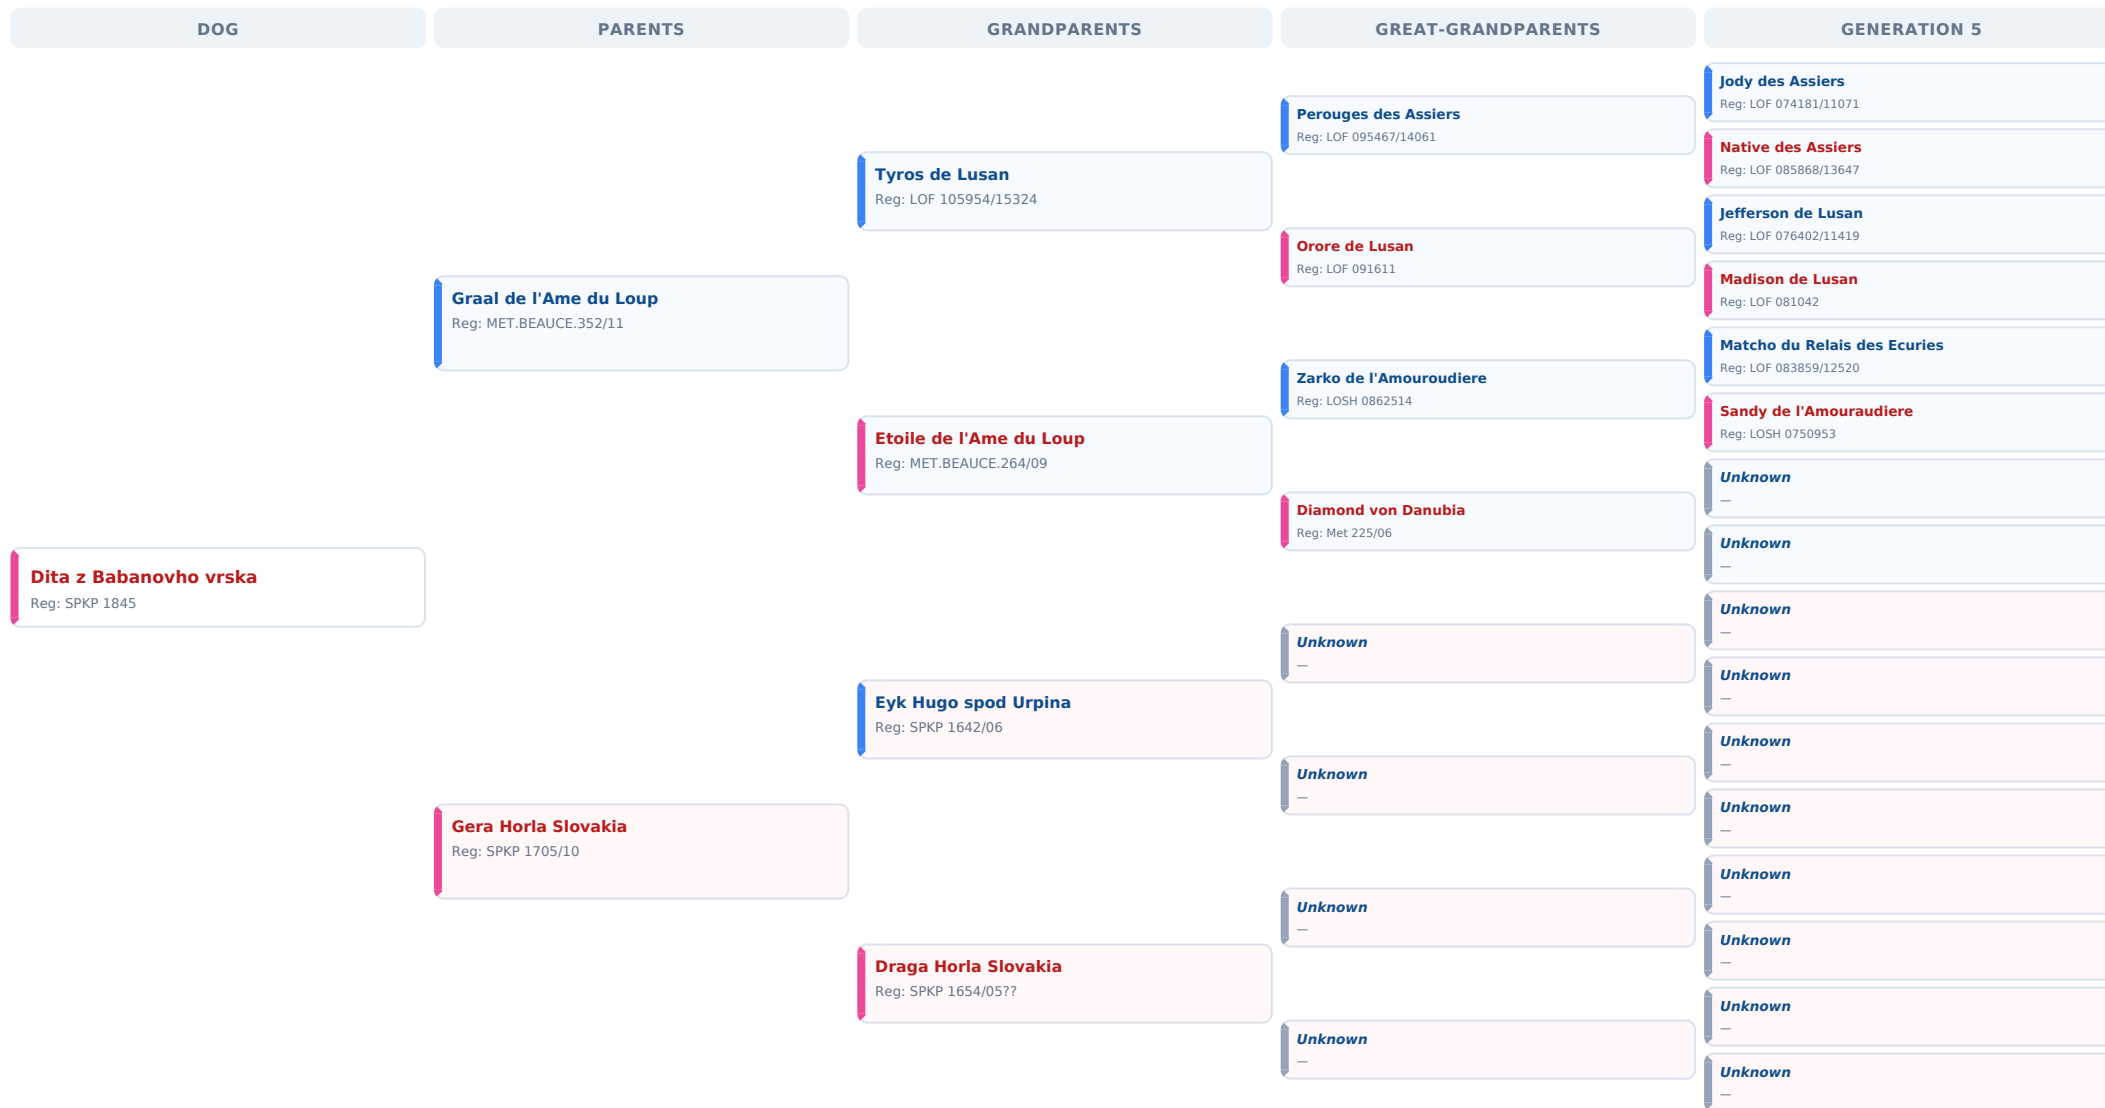 DOG
PARENTS
GRANDPARENTS
GREAT-GRANDPARENTS
GENERATION 5
Dita z Babanovho vrska
Reg: SPKP 1845
Graal de l'Ame du Loup
Reg: MET.BEAUCE.352/11
Gera Horla Slovakia
Reg: SPKP 1705/10
Tyros de Lusan
Reg: LOF 105954/15324
Etoile de l'Ame du Loup
Reg: MET.BEAUCE.264/09
Eyk Hugo spod Urpina
Reg: SPKP 1642/06
Draga Horla Slovakia
Reg: SPKP 1654/05??
Perouges des Assiers
Reg: LOF 095467/14061
Orore de Lusan
Reg: LOF 091611
Zarko de l'Amouroudiere
Reg: LOSH 0862514
Diamond von Danubia
Reg: Met 225/06
Unknown
—
Unknown
—
Unknown
—
Unknown
—
Jody des Assiers
Reg: LOF 074181/11071
Native des Assiers
Reg: LOF 085868/13647
Jefferson de Lusan
Reg: LOF 076402/11419
Madison de Lusan
Reg: LOF 081042
Matcho du Relais des Ecuries
Reg: LOF 083859/12520
Sandy de l'Amouraudiere
Reg: LOSH 0750953
Unknown
—
Unknown
—
Unknown
—
Unknown
—
Unknown
—
Unknown
—
Unknown
—
Unknown
—
Unknown
—
Unknown
—